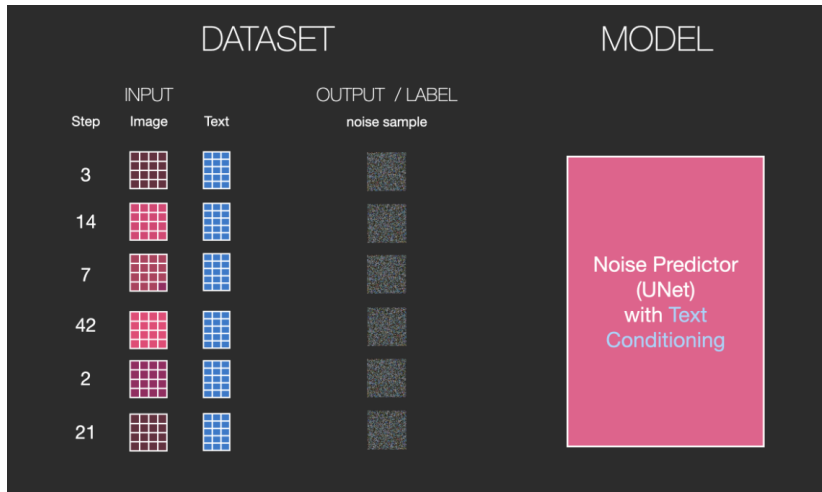 DATASET
MODEL
INPUT
OUTPUT / LABEL
Step Image Text
noise sample
3
14
7
42
2
21
Noise Predictor
(UNet)
with Text
Conditioning